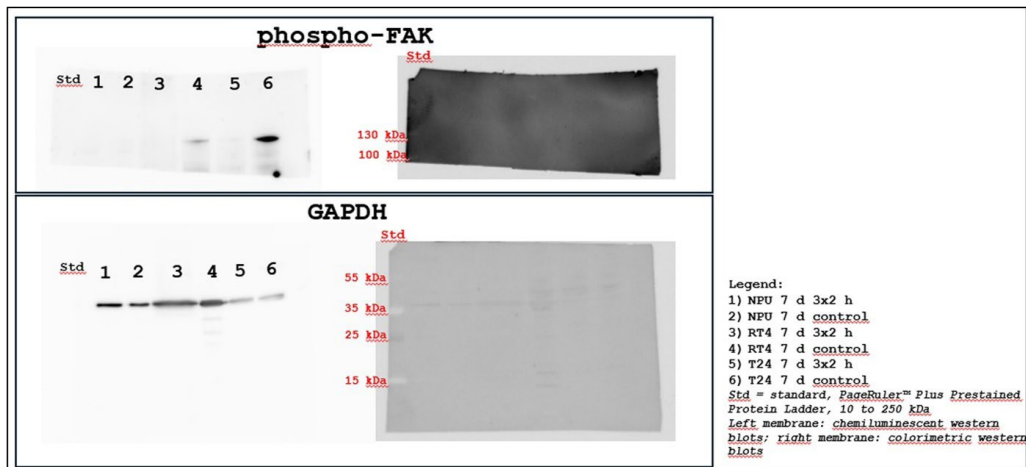 phospho-FAK
Std
Std 1 2 3 4 5 6
130 kDa
100 kDa
GAPDH
Std
Std 1 2 3 4 5 6
55 kDa
35 kDa
25 kDa
15 kDa
Legend:
1) NPU 7 d 3x2 h
2) NPU 7 d control
3) RT4 7 d 3x2 h
4) RT4 7 d control
5) T24 7 d 3x2 h
6) T24 7 d control
Std = standard, PageRuler™ Plus Prestained
Protein Ladder, 10 to 250 kDa
Left membrane: chemiluminescent western
blots; right membrane: colorimetric western
blots